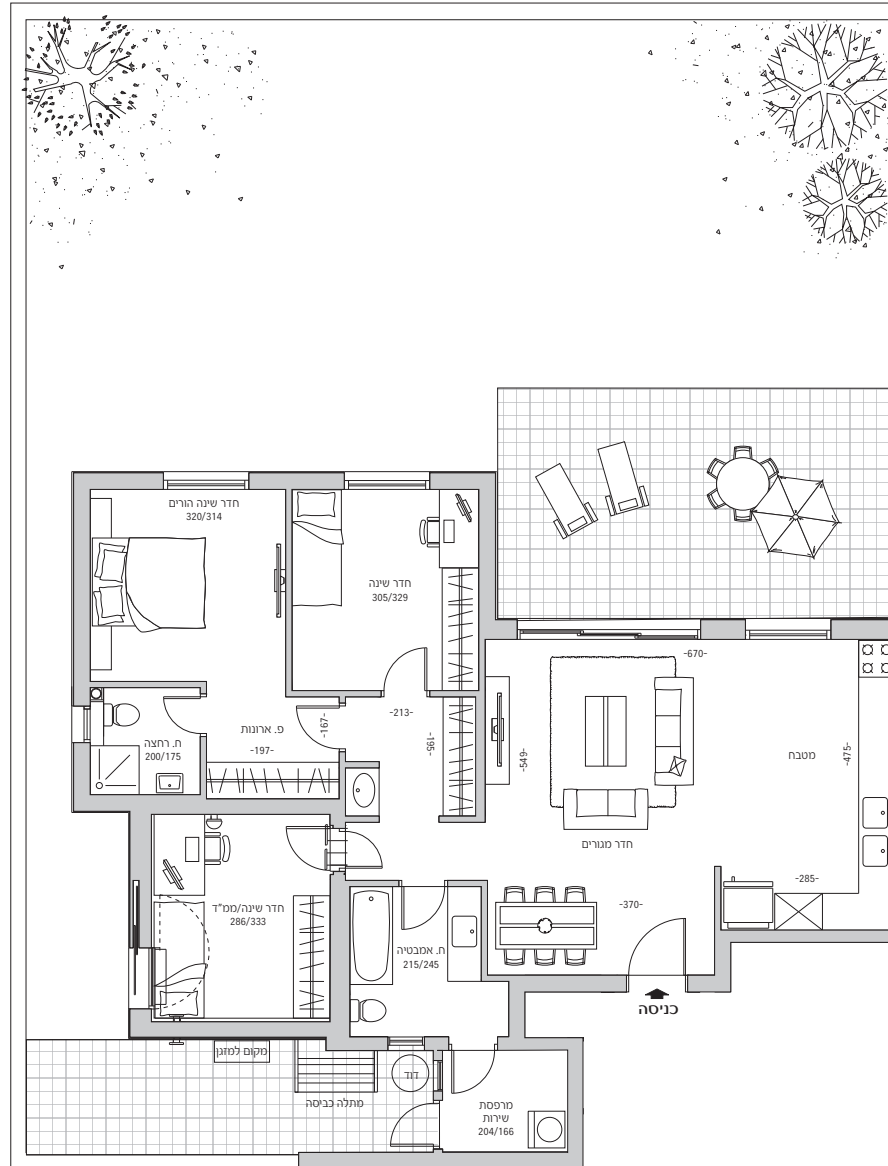 חדר שינה הורים
320/314
חדר שינה
305/329
-670-
-213-
-167-
-195-
פ. ארונות
-197-
ח. רחצה
200/175
-549-
מטבח
-475-
חדר מגורים
-285-
חדר שינה/ממ"ד
286/333
-370-
ח. אמבטיה
215/245
כניסה
מקום למזגן
דוד
מתלה כביסה
מרפסת
שירות
204/166